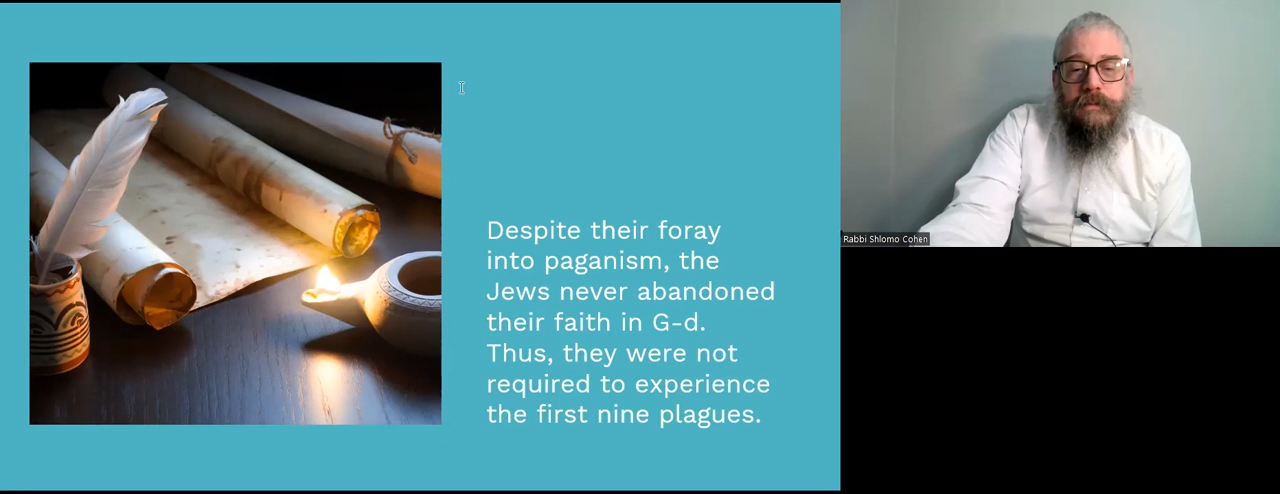 Despite their foray
into paganism, the
Jews never abandoned
their faith in G-d.
Thus, they were not
required to experience
the first nine plagues.
Rabbi Shlomo Cohen